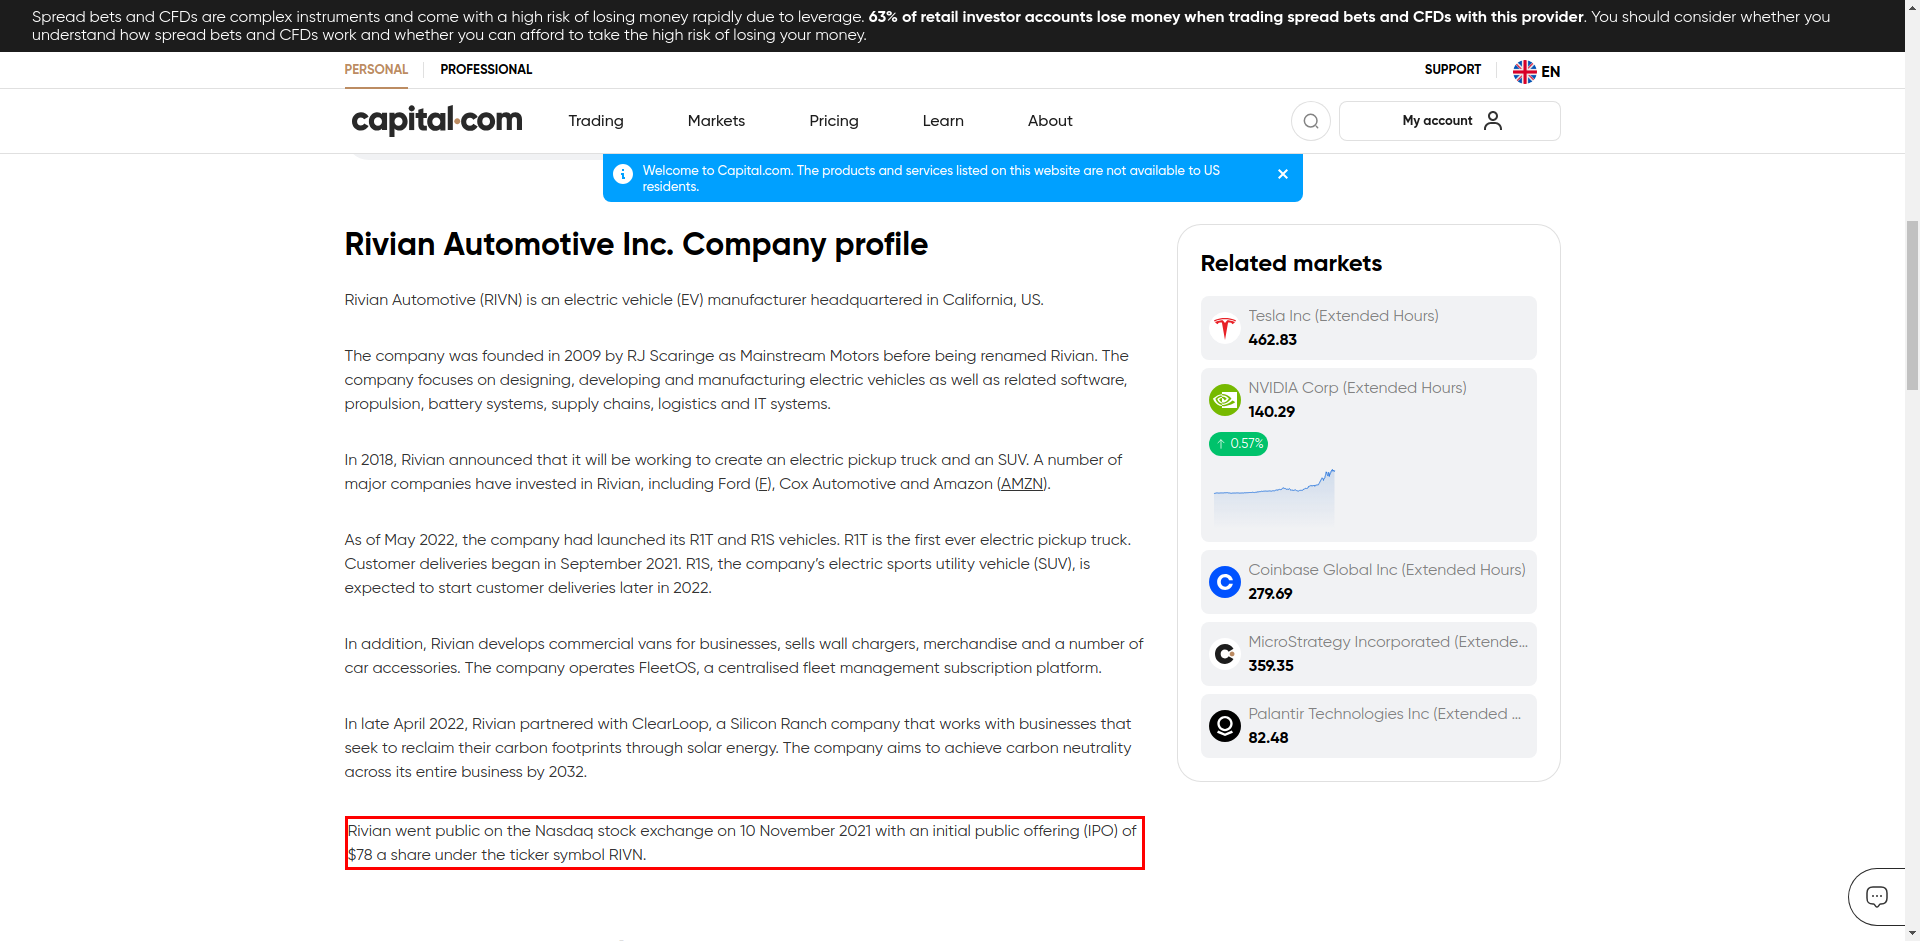 Spread bets and CFDs are complex instruments and come with a high risk of losing money rapidly due to leverage. 63% of retail investor accounts lose money when trading spread bets and CFDs with this provider. You should consider whether you
understand how spread bets and CFDs work and whether you can afford to take the high risk of losing your money.
PERSONAL
PROFESSIONAL
SUPPORT
EN
capital.com
Trading
Markets
Pricing
Learn
About
My account
Welcome to Capital.com. The products and services listed on this website are not available to US
residents.
Rivian Automotive Inc. Company profile
Rivian Automotive (RIVN) is an electric vehicle (EV) manufacturer headquartered in California, US.
The company was founded in 2009 by RJ Scaringe as Mainstream Motors before being renamed Rivian. The
company focuses on designing, developing and manufacturing electric vehicles as well as related software,
propulsion, battery systems, supply chains, logistics and IT systems.
In 2018, Rivian announced that it will be working to create an electric pickup truck and an SUV. A number of
major companies have invested in Rivian, including Ford (F), Cox Automotive and Amazon (AMZN).
As of May 2022, the company had launched its R1T and R1S vehicles. R1T is the first ever electric pickup truck.
Customer deliveries began in September 2021. R1S, the company’s electric sports utility vehicle (SUV), is
expected to start customer deliveries later in 2022.
In addition, Rivian develops commercial vans for businesses, sells wall chargers, merchandise and a number of
car accessories. The company operates FleetOS, a centralised fleet management subscription platform.
In late April 2022, Rivian partnered with ClearLoop, a Silicon Ranch company that works with businesses that
seek to reclaim their carbon footprints through solar energy. The company aims to achieve carbon neutrality
across its entire business by 2032.
Rivian went public on the Nasdaq stock exchange on 10 November 2021 with an initial public offering (IPO) of
$78 a share under the ticker symbol RIVN.
Related markets
Tesla Inc (Extended Hours)
462.83
NVIDIA Corp (Extended Hours)
140.29
↑ 0.57%
Coinbase Global Inc (Extended Hours)
279.69
MicroStrategy Incorporated (Extende...
359.35
Palantir Technologies Inc (Extended ...
82.48